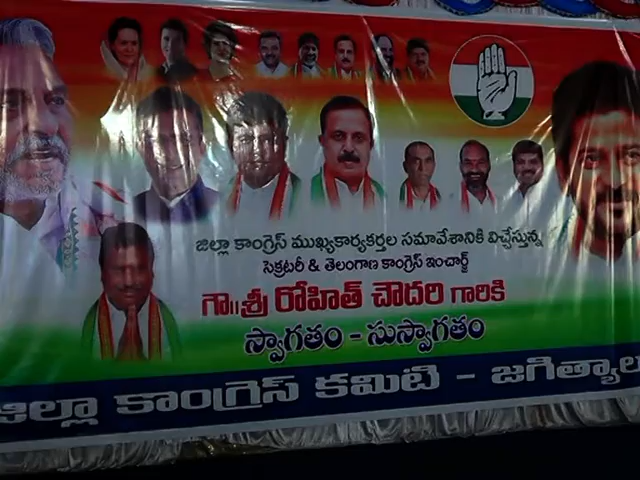 జిల్లా కాంగ్రెస్ ముఖ్యకార్యకర్తల సమావేశానికి విచ్చేస్తున్న
సెక్రటరీ & తెలంగాణ కాంగ్రెస్ ఇంచార్జ్
గౌ॥శ్రీ రోహిత్ చౌదరి గారికి
స్వాగతం - సుస్వాగతం
జిల్లా కాంగ్రెస్ కమిటి - జగిత్యాల